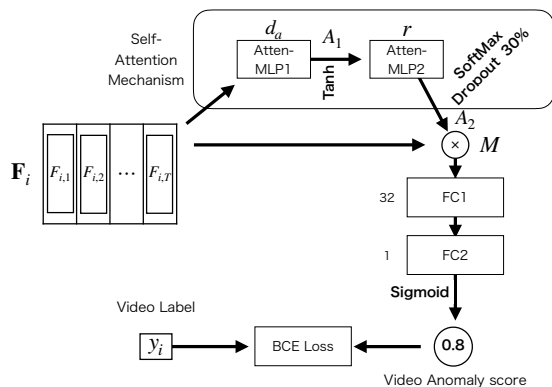 Self-
Attention
Mechanism
d_a
Atten-
MLP1
A_1
Tanh
r
Atten-
MLP2
SoftMax
Dropout 30%
A_2
× M
F_i
F_{i,1} F_{i,2} ... F_{i,T}
32 FC1
1 FC2
Sigmoid
Video Label
y_i
BCE Loss
0.8
Video Anomaly score